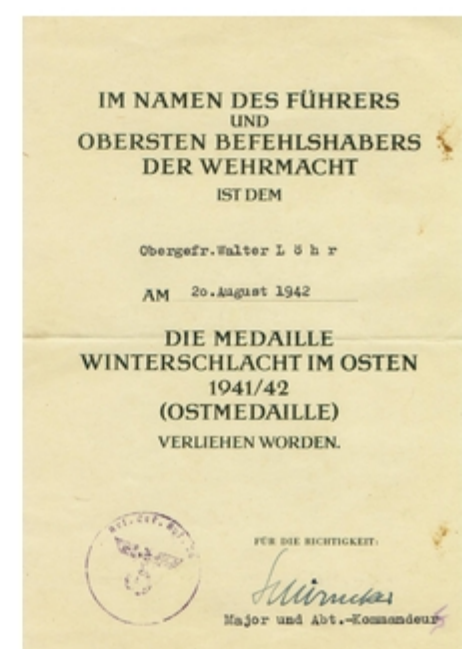 IM NAMEN DES FÜHRERS
UND
OBERSTEN BEFEHLSHABERS
DER WEHRMACHT
IST DEM
Obergefr.Walter L ö h r
AM 20.August 1942
DIE MEDAILLE
WINTERSCHLACHT IM OSTEN
1941/42
(OSTMEDAILLE)
VERLIEHEN WORDEN.
FÜR DIE RICHTIGKEIT:
Major und Abt.-Kommandeur